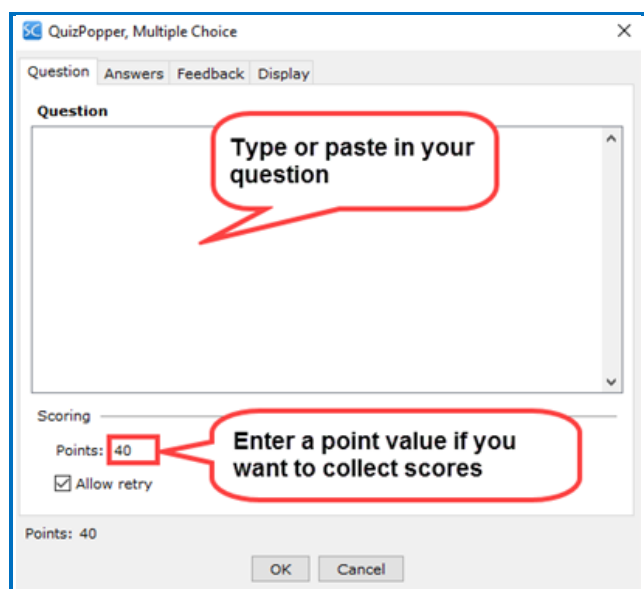 SC QuizPopper, Multiple Choice
Question Answers Feedback Display
Question
Type or paste in your
question
Scoring
Points: 40
Enter a point value if you
want to collect scores
Allow retry
Points: 40
OK Cancel